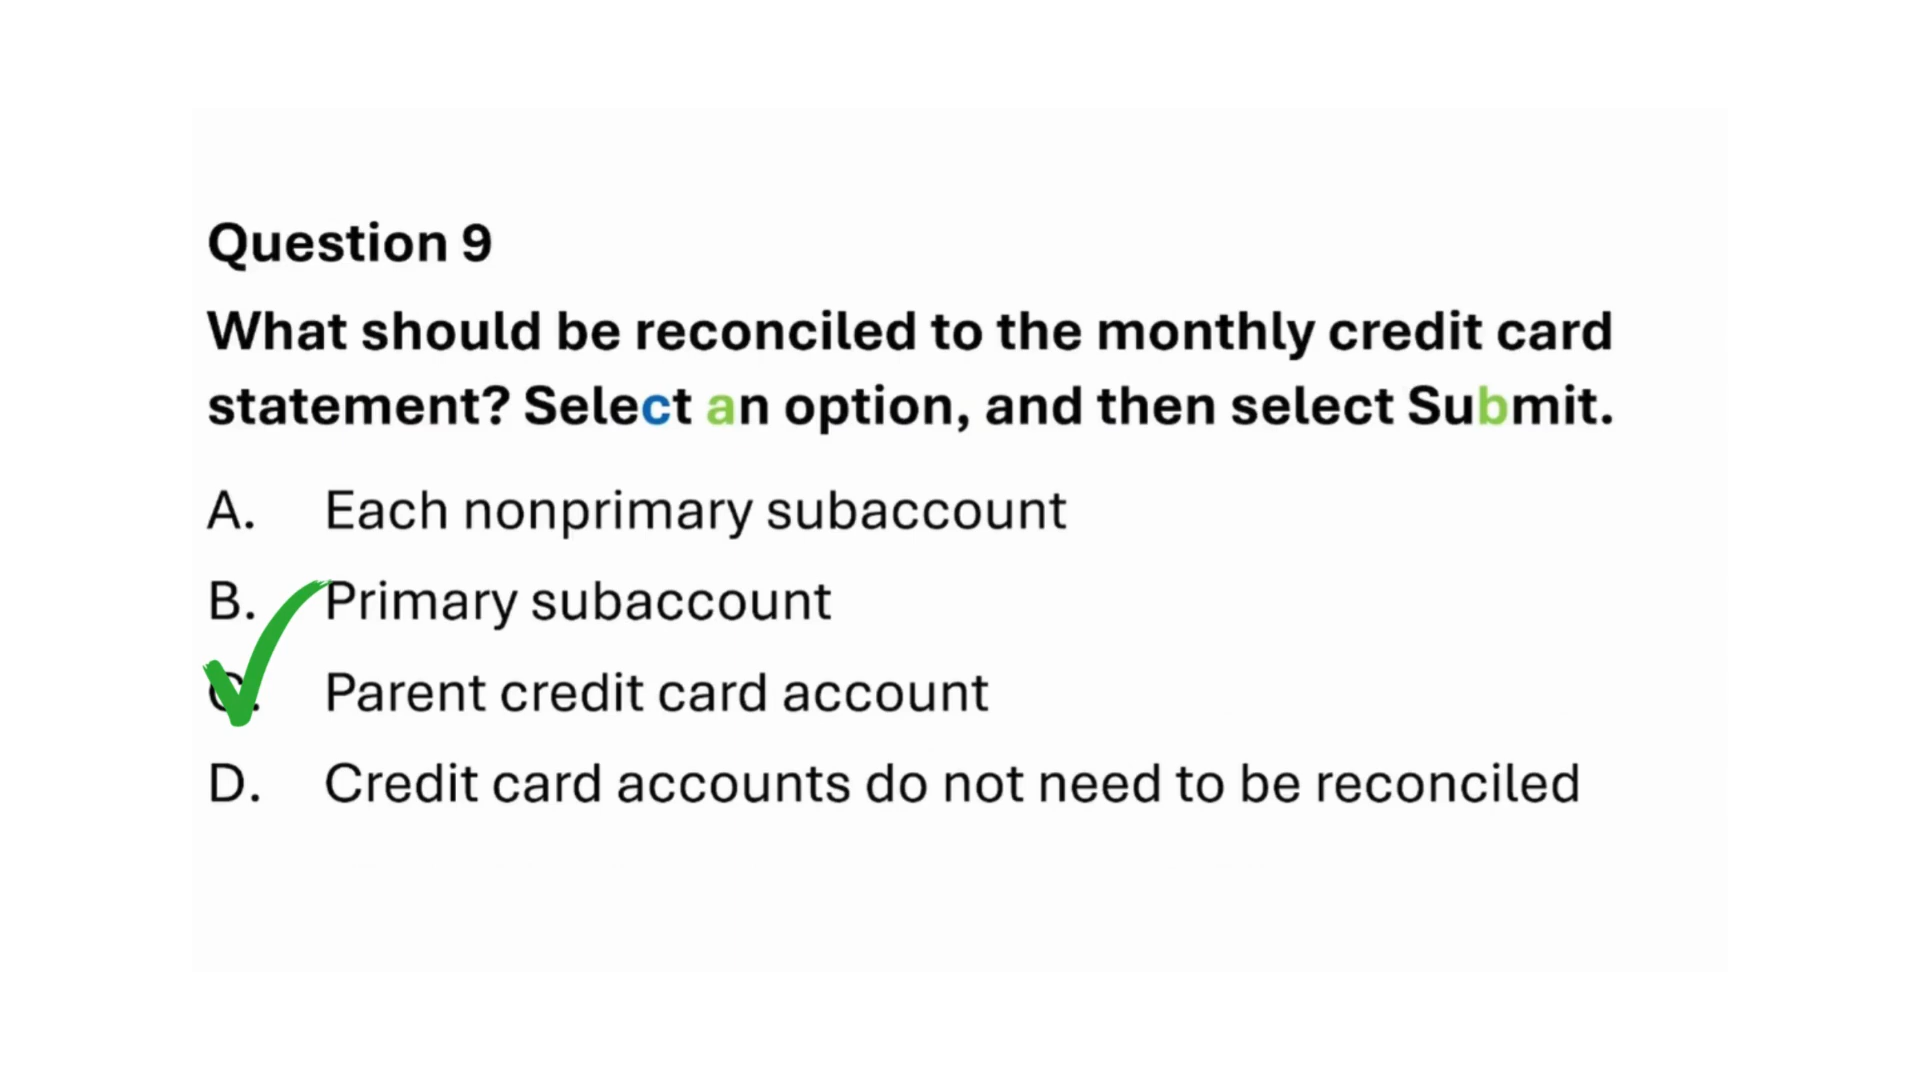 Question 9
What should be reconciled to the monthly credit card
statement? Select an option, and then select Submit.
A. Each nonprimary subaccount
B. Primary subaccount
C. Parent credit card account
D. Credit card accounts do not need to be reconciled